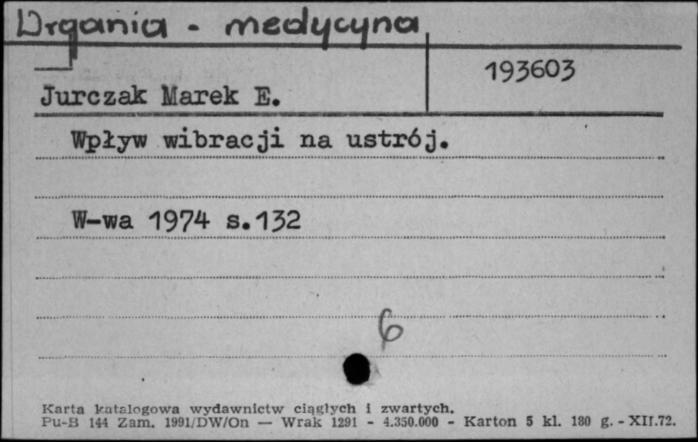 Drgania - medycyna
193603
Jurczak Marek E.
Wpływ wibracji na ustrój.
W-wa 1974 s.132
6
Karta katalogowa wydawnictw ciągłych i zwartych.
Pu-B 144 Zam. 1991/DW/On — Wrak 1291 - 4.350.000 - Karton 5 kl. 180 g. - XII.72.